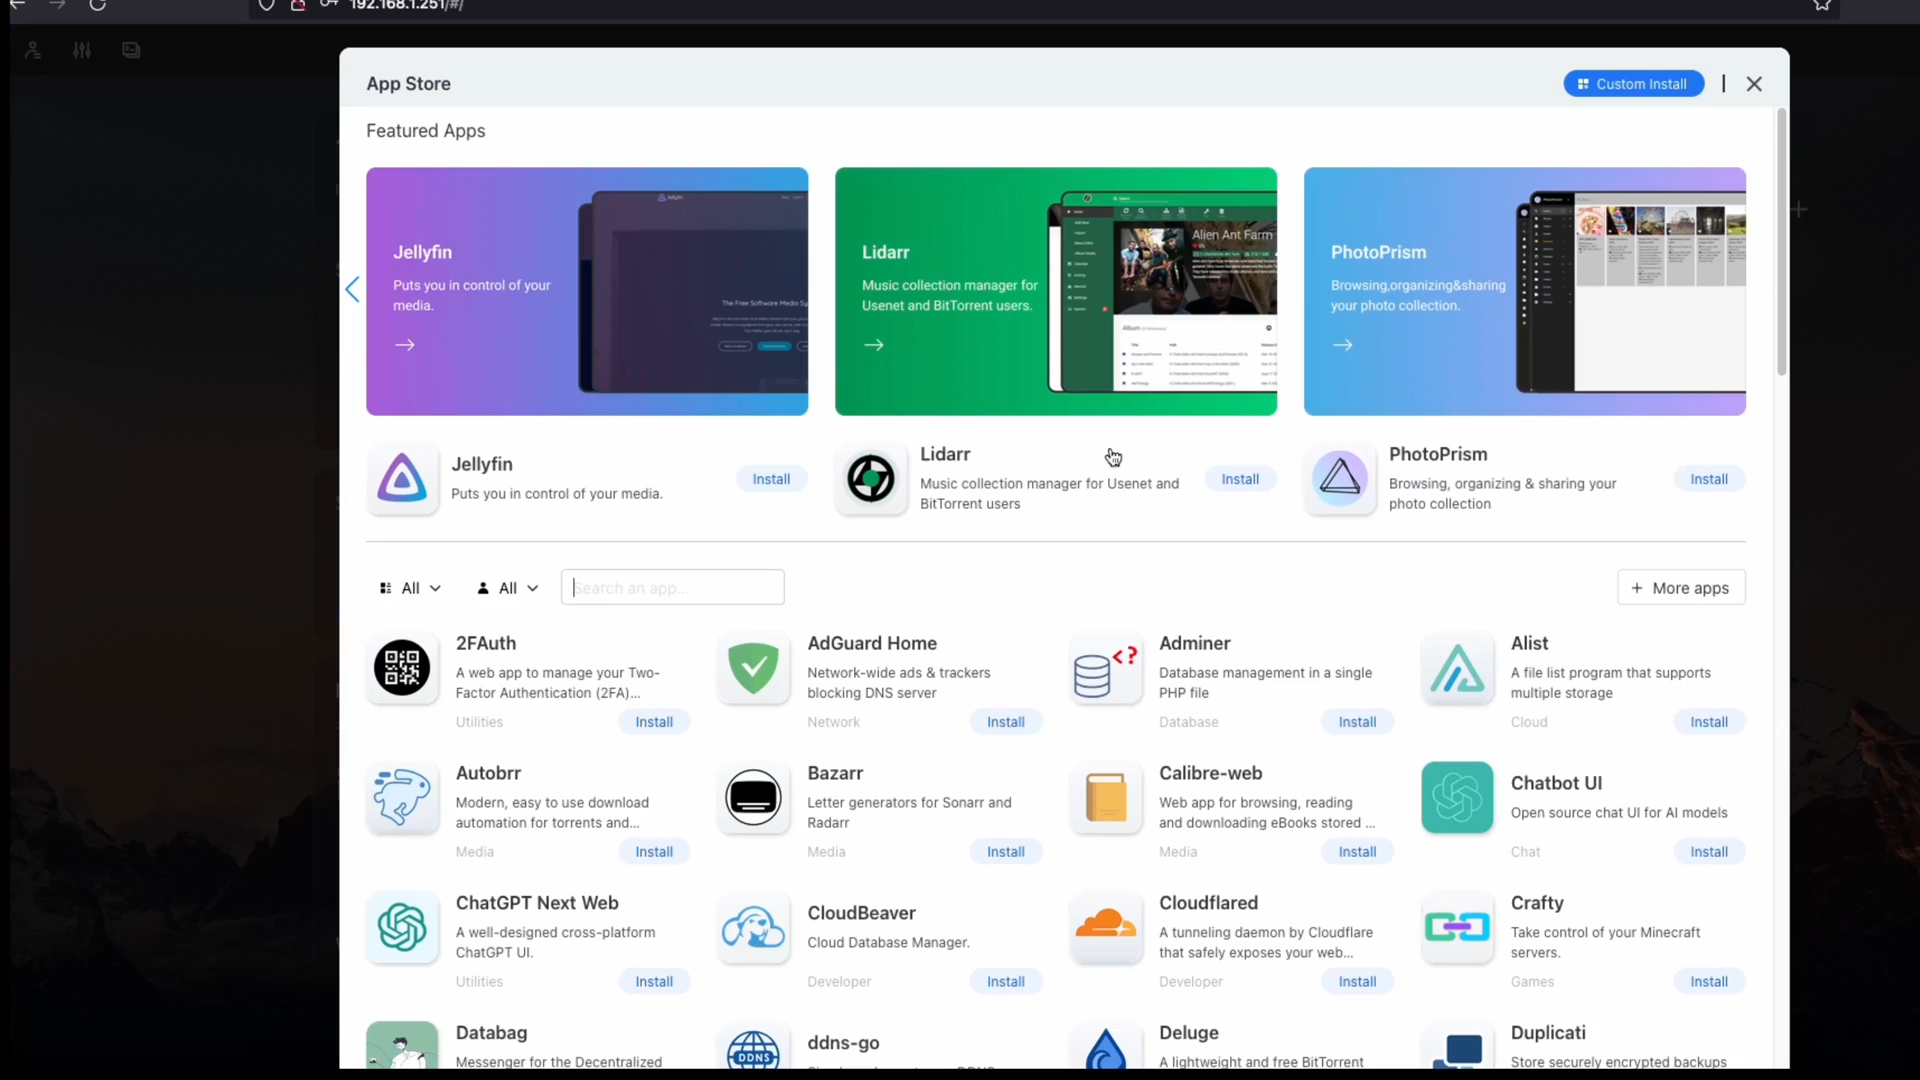 192.168.1.251/#/
App Store
Custom Install
Featured Apps
Jellyfin
Puts you in control of your
media.
Jellyfin
The Free Software Media Sy
Lidarr
Music collection manager for
Usenet and BitTorrent users.
Alien Ant Farm
PhotoPrism
Browsing,organizing&sharing
your photo collection.
Jellyfin
Puts you in control of your media.
Install
Lidarr
Music collection manager for Usenet and
BitTorrent users
Install
PhotoPrism
Browsing, organizing & sharing your
photo collection
Install
All
All
Search an app...
+ More apps
2FAuth
A web app to manage your Two-
Factor Authentication (2FA)...
Utilities
Install
AdGuard Home
Network-wide ads & trackers
blocking DNS server
Network
Install
<?
Adminer
Database management in a single
PHP file
Database
Install
Alist
A file list program that supports
multiple storage
Cloud
Install
Autobrr
Modern, easy to use download
automation for torrents and...
Media
Install
Bazarr
Letter generators for Sonarr and
Radarr
Media
Install
Calibre-web
Web app for browsing, reading
and downloading eBooks stored ...
Media
Install
Chatbot UI
Open source chat UI for AI models
Chat
Install
ChatGPT Next Web
A well-designed cross-platform
ChatGPT UI.
Utilities
Install
CloudBeaver
Cloud Database Manager.
Developer
Install
Cloudflared
A tunneling daemon by Cloudflare
that safely exposes your web...
Developer
Install
Crafty
Take control of your Minecraft
servers.
Games
Install
Databag
Messenger for the Decentralized
DDNS
ddns-go
Deluge
A lightweight and free BitTorrent
Duplicati
Store securely encrypted backups